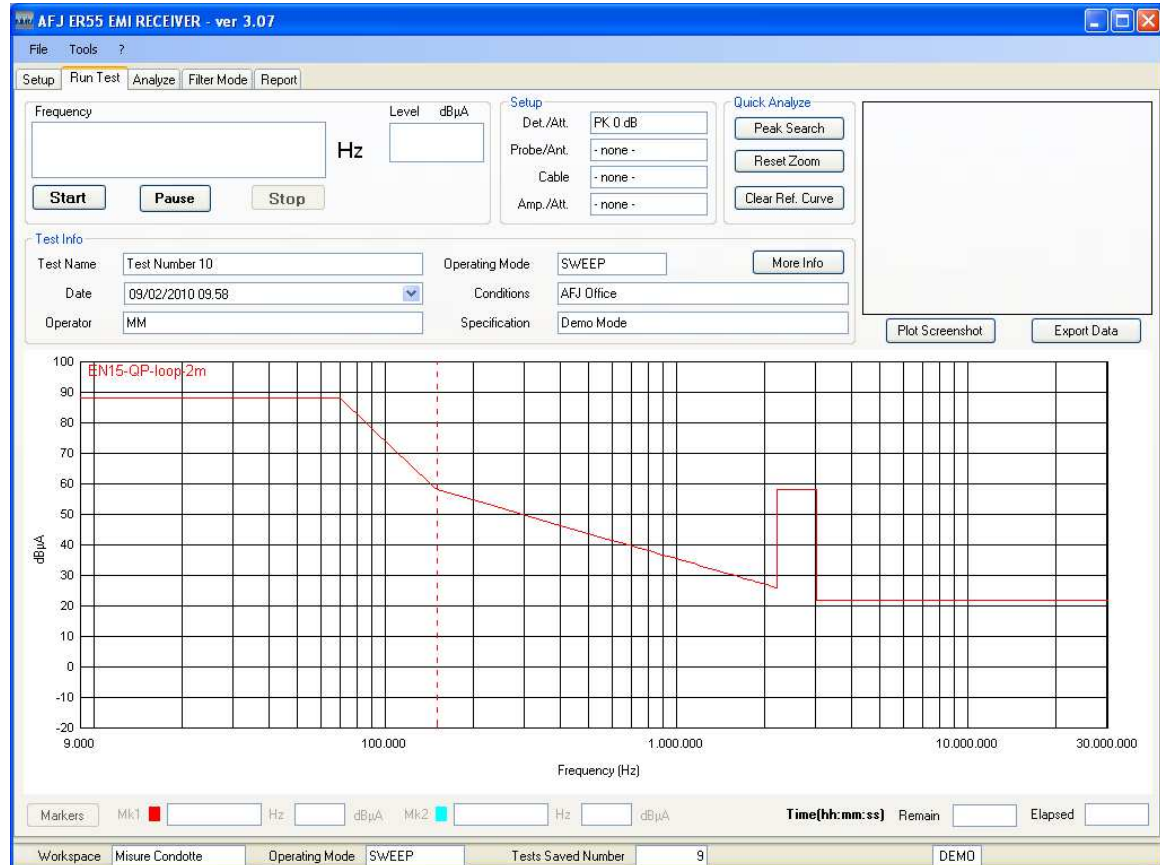 AFJ ER55 EMI RECEIVER - ver 3.07
File Tools ?
Setup Run Test Analyze Filter Mode Report
Frequency Level dBµA
Hz
Start Pause Stop
Setup
Det./Att. PK 0 dB
Probe/Ant. - none -
Cable - none -
Amp./Att. - none -
Quick Analyze
Peak Search
Reset Zoom
Clear Ref. Curve
Test Info
Test Name Test Number 10 Operating Mode SWEEP More Info
Date 09/02/2010 09.58 Conditions AFJ Office
Operator MM Specification Demo Mode
Plot Screenshot Export Data
EN15-QP-loop-2m
100
90
80
70
60
50
40
30
20
10
0
-10
-20
dBµA
9.000 100.000 1.000.000 10.000.000 30.000.000
Frequency (Hz)
Markers Mk1 Hz dBµA Mk2 Hz dBµA Time(hh:mm:ss) Remain Elapsed
Workspace Misure Condotte Operating Mode SWEEP Tests Saved Number 9 DEMO